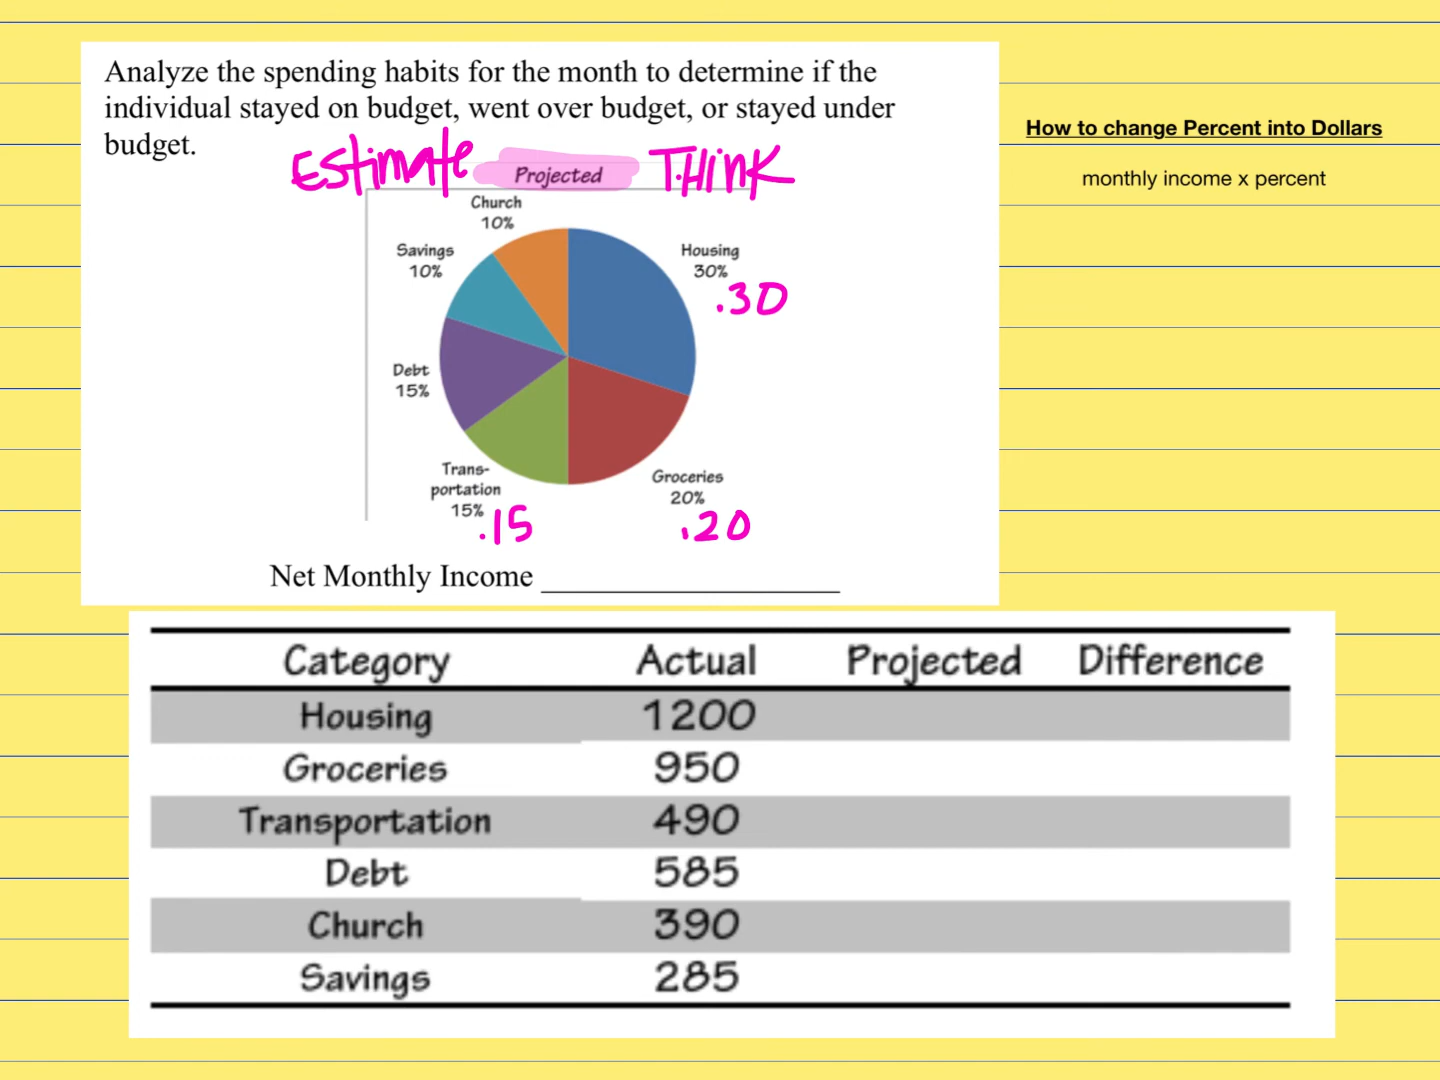 Analyze the spending habits for the month to determine if the
individual stayed on budget, went over budget, or stayed under
budget.
Estimate Projected THink
Church
10%
Savings
10%
Housing
30%
.30
Debt
15%
Trans-
portation
15%
.15
Groceries
20%
.20
Net Monthly Income ____________________
How to change Percent into Dollars
monthly income x percent
Category Actual Projected Difference
Housing 1200
Groceries 950
Transportation 490
Debt 585
Church 390
Savings 285